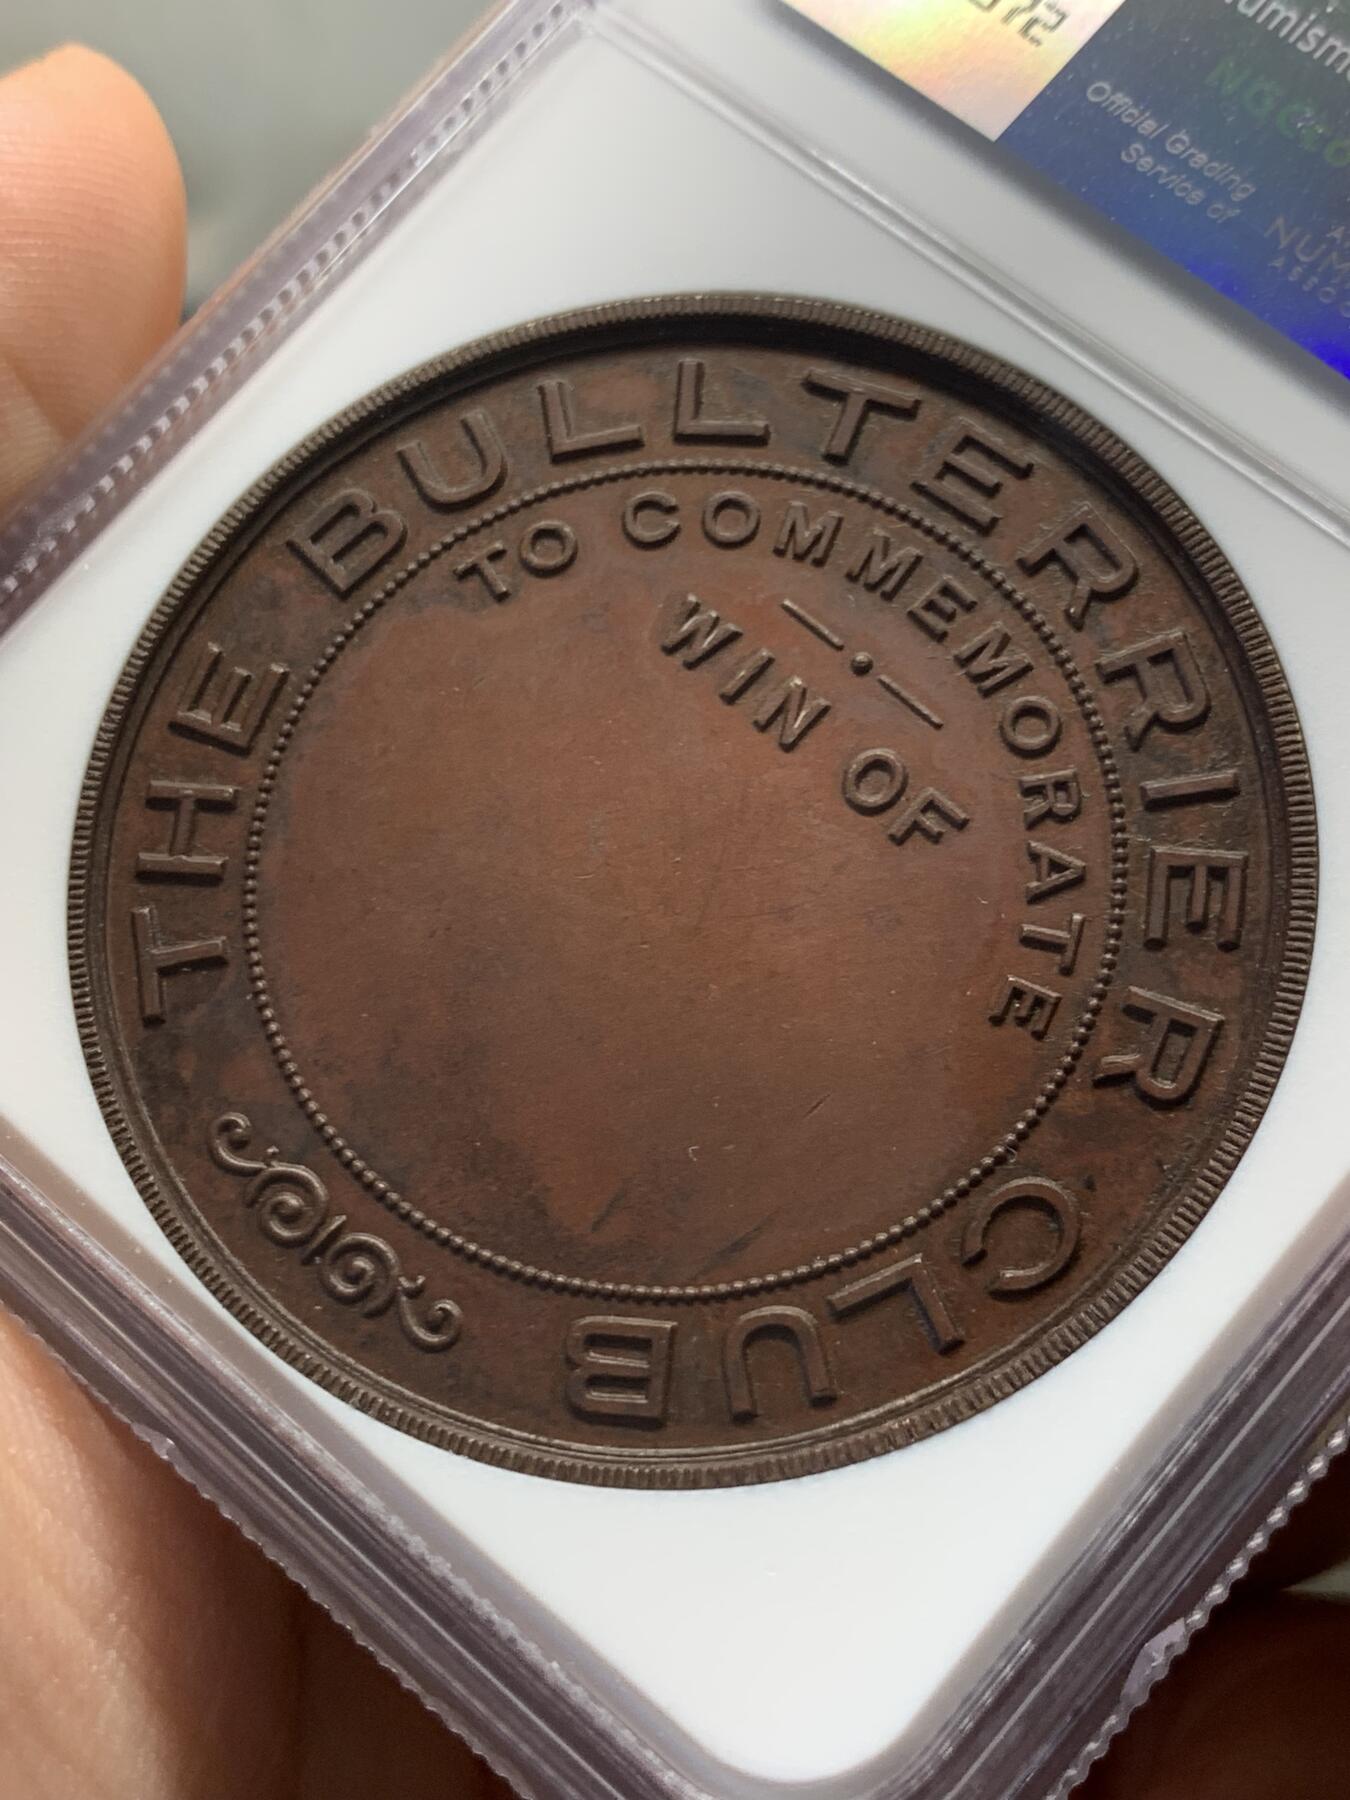 THE BULLTERRIER CLUB
TO COMMEMORATE
WIN OF
Official Grading
Service of